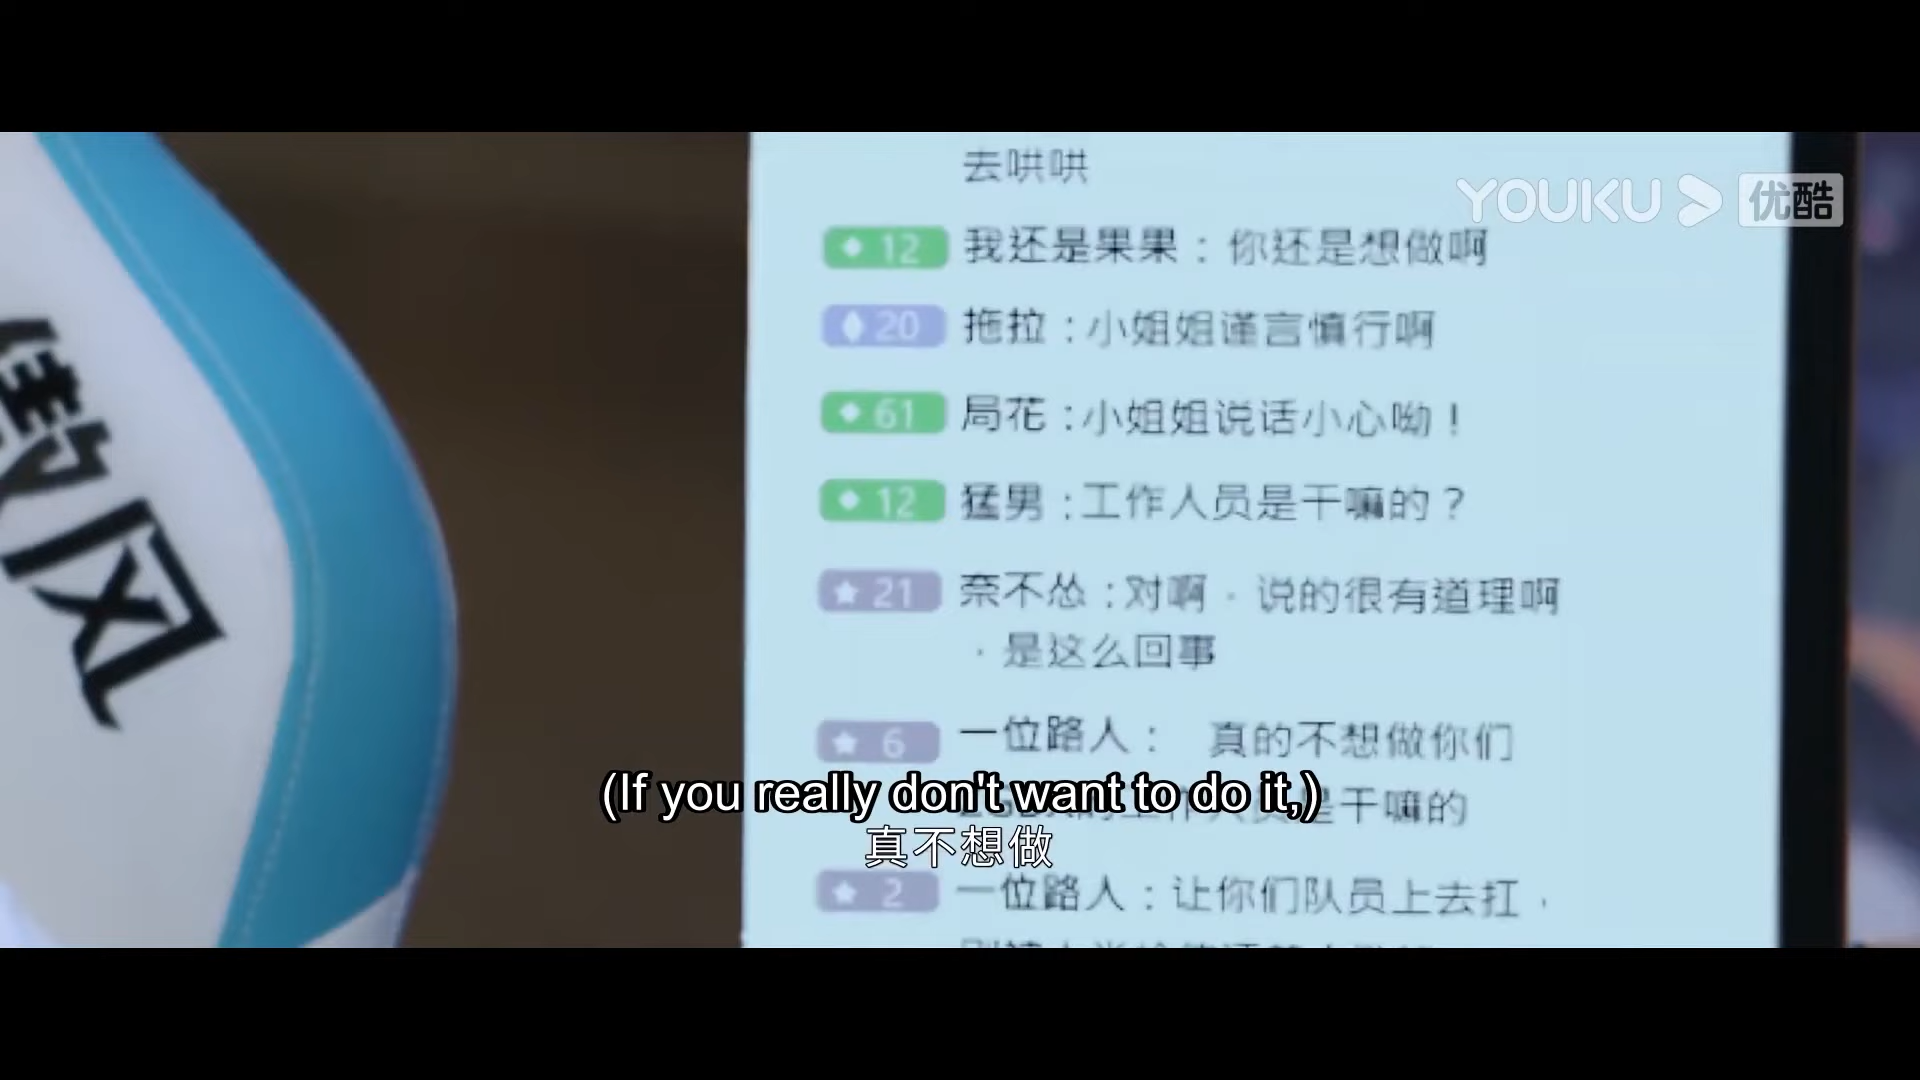 去哄哄
YOUKU 优酷
12 我还是果果：你还是想做啊
20 拖拉：小姐姐谨言慎行啊
61 局花：小姐姐说话小心呦！
12 猛男：工作人员是干嘛的？
21 奈不怂：对啊，说的很有道理啊
，是这么回事
6 一位路人： 真的不想做你们
是干嘛的
(If you really don't want to do it,)
真不想做
2 一位路人：让你们队员上去扛，
傲风